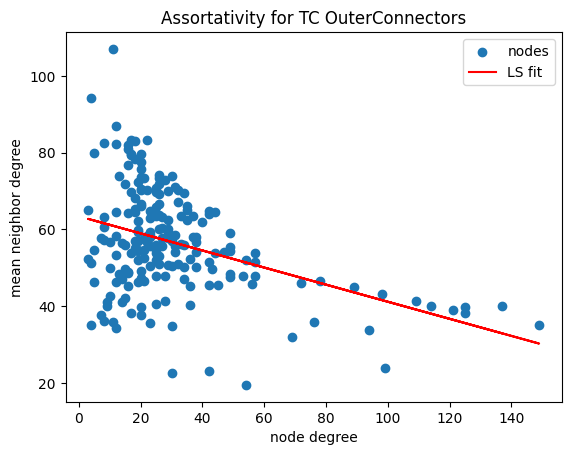 Assortativity for TC OuterConnectors
nodes
LS fit
mean neighbor degree
100
80
60
40
20
0 20 40 60 80 100 120 140
node degree